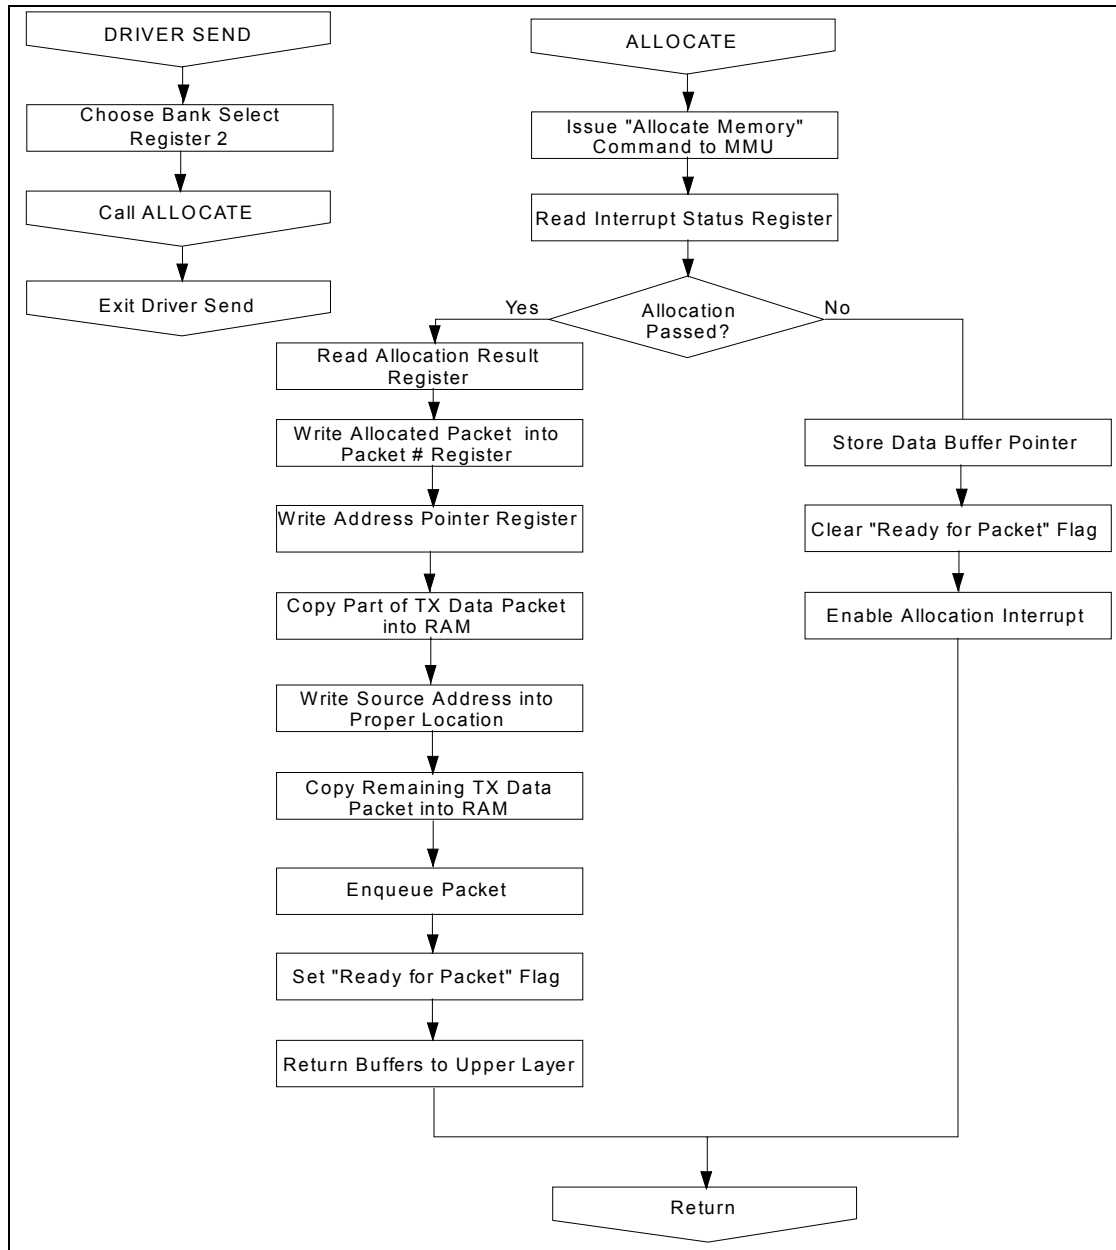 DRIVER SEND
Choose Bank Select
Register 2
Call ALLOCATE
Exit Driver Send
ALLOCATE
Issue "Allocate Memory"
Command to MMU
Read Interrupt Status Register
Allocation
Passed?
Yes
No
Read Allocation Result
Register
Write Allocated Packet into
Packet # Register
Write Address Pointer Register
Copy Part of TX Data Packet
into RAM
Write Source Address into
Proper Location
Copy Remaining TX Data
Packet into RAM
Enqueue Packet
Set "Ready for Packet" Flag
Return Buffers to Upper Layer
Store Data Buffer Pointer
Clear "Ready for Packet" Flag
Enable Allocation Interrupt
Return